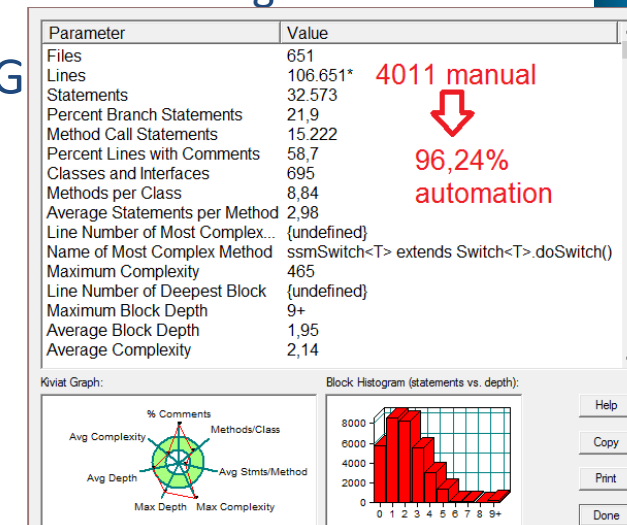 G
Parameter Value
Files 651
Lines 106.651* 4011 manual
Statements 32.573
Percent Branch Statements 21,9
Method Call Statements 15.222
Percent Lines with Comments 58,7 96,24%
Classes and Interfaces 695 automation
Methods per Class 8,84
Average Statements per Method 2,98
Line Number of Most Complex... {undefined}
Name of Most Complex Method ssmSwitch<T> extends Switch<T>.doSwitch()
Maximum Complexity 465
Line Number of Deepest Block {undefined}
Maximum Block Depth 9+
Average Block Depth 1,95
Average Complexity 2,14
Kiviat Graph:
% Comments
Methods/Class
Avg Complexity
Avg Stmts/Method
Avg Depth
Max Depth Max Complexity
Block Histogram (statements vs. depth):
8000
6000
4000
2000
0
0 1 2 3 4 5 6 7 8 9+
Help
Copy
Print
Done